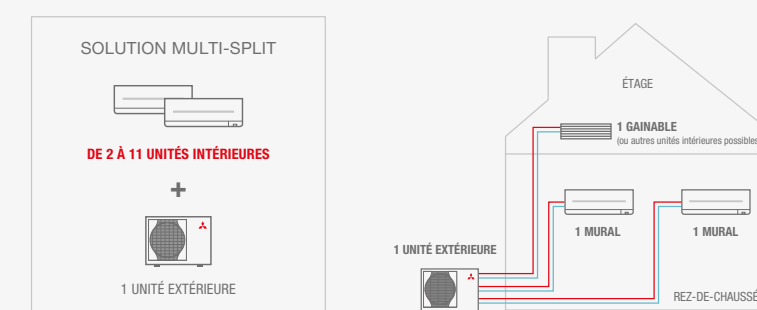 SOLUTION MULTI-SPLIT
DE 2 À 11 UNITÉS INTÉRIEURES
+
1 UNITÉ EXTÉRIEURE
ÉTAGE
1 GAINABLE
(ou autres unités intérieures possibles
1 MURAL
1 MURAL
1 UNITÉ EXTÉRIEURE
REZ-DE-CHAUSSÉ